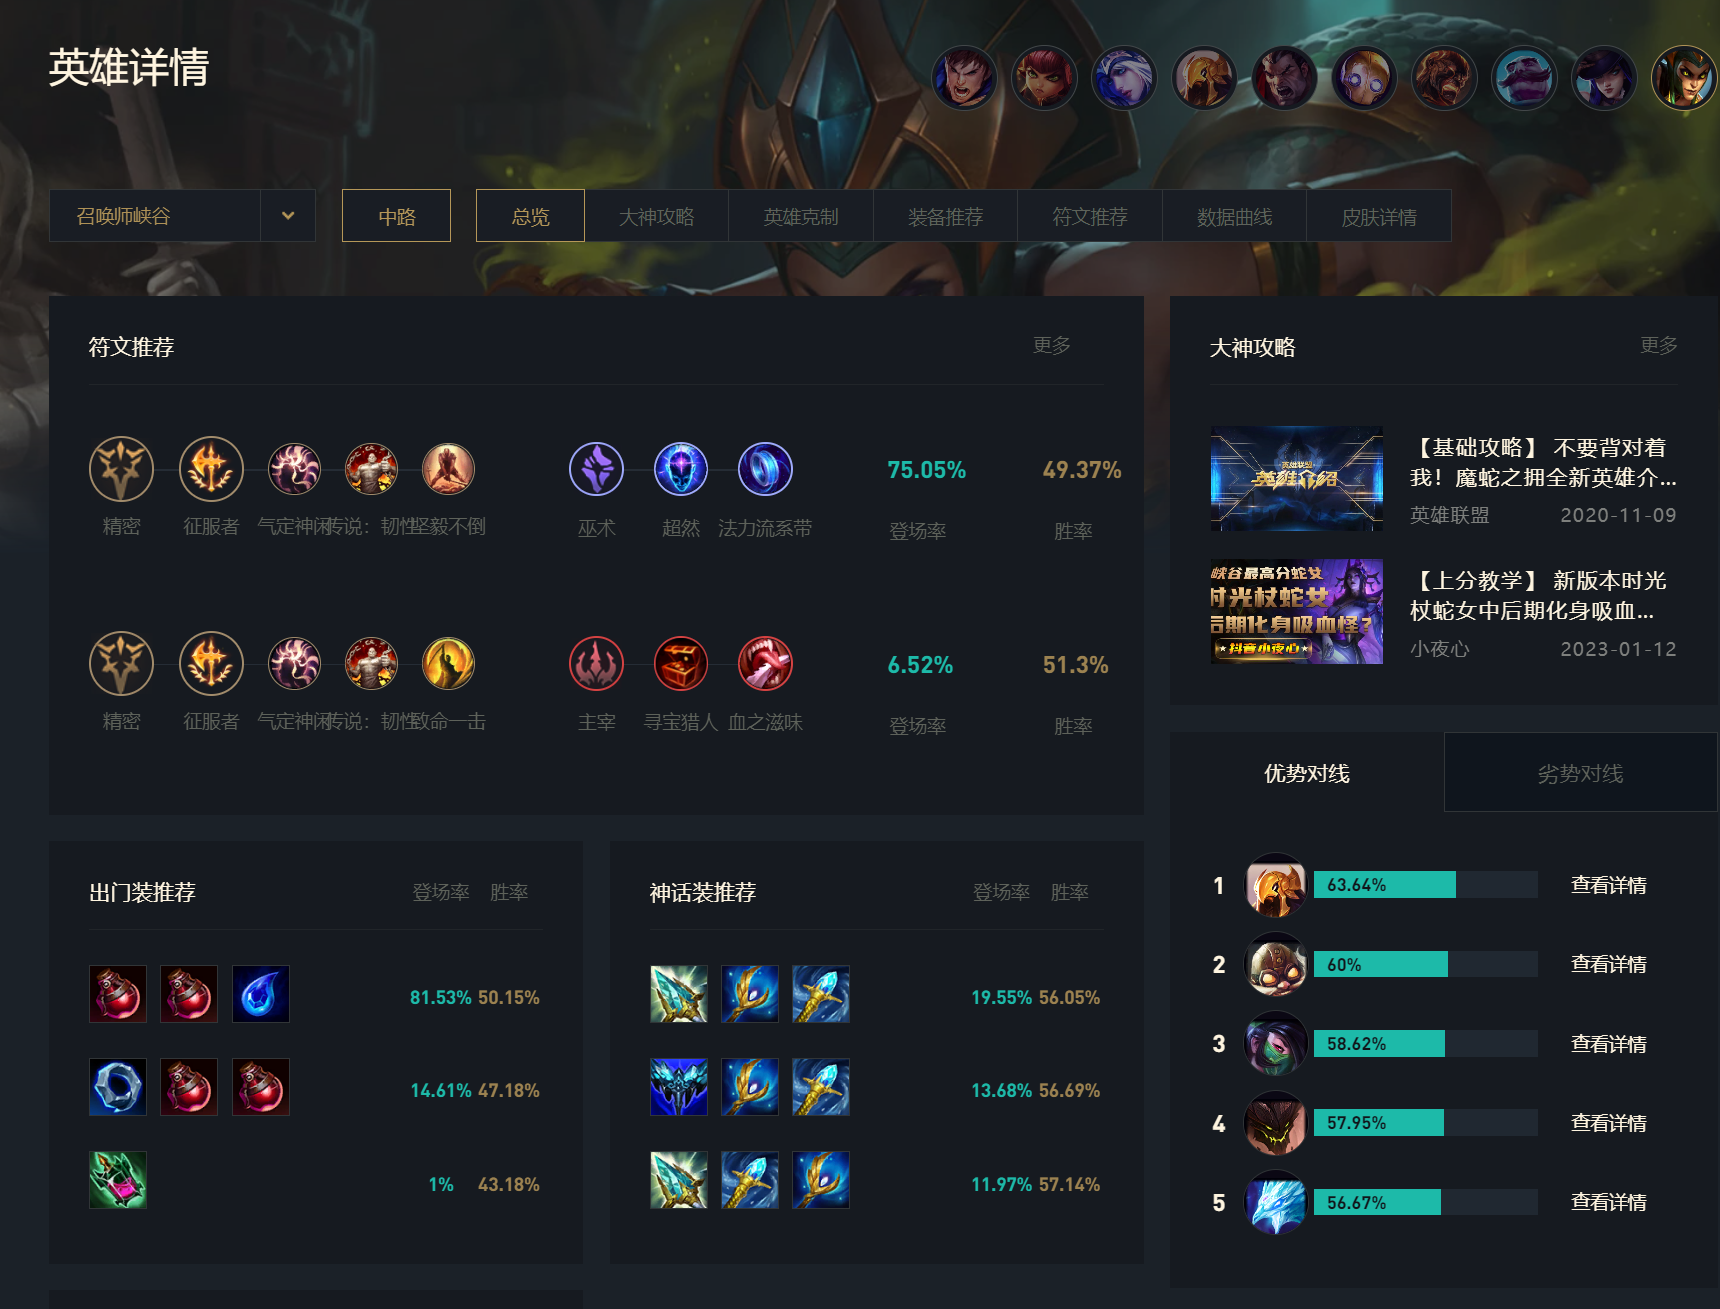 英雄详情
召唤师峡谷
中路
总览
大神攻略
英雄克制
装备推荐
符文推荐
数据曲线
皮肤详情
符文推荐
更多
精密
征服者
气定神闲
传说：韧性
坚毅不倒
巫术
超然
法力流系带
75.05%
登场率
49.37%
胜率
精密
征服者
气定神闲
传说：韧性
致命一击
主宰
寻宝猎人
血之滋味
6.52%
登场率
51.3%
胜率
大神攻略
更多
英雄联盟
英雄介绍
【基础攻略】 不要背对着
我！魔蛇之拥全新英雄介...
英雄联盟
2020-11-09
峡谷最高分蛇女
时光杖蛇女
后期化身吸血怪?
★抖音小夜心★
【上分教学】 新版本时光
杖蛇女中后期化身吸血...
小夜心
2023-01-12
出门装推荐
登场率
胜率
81.53% 50.15%
14.61% 47.18%
1% 43.18%
神话装推荐
登场率
胜率
19.55% 56.05%
13.68% 56.69%
11.97% 57.14%
优势对线
劣势对线
1 63.64% 查看详情
2 60% 查看详情
3 58.62% 查看详情
4 57.95% 查看详情
5 56.67% 查看详情